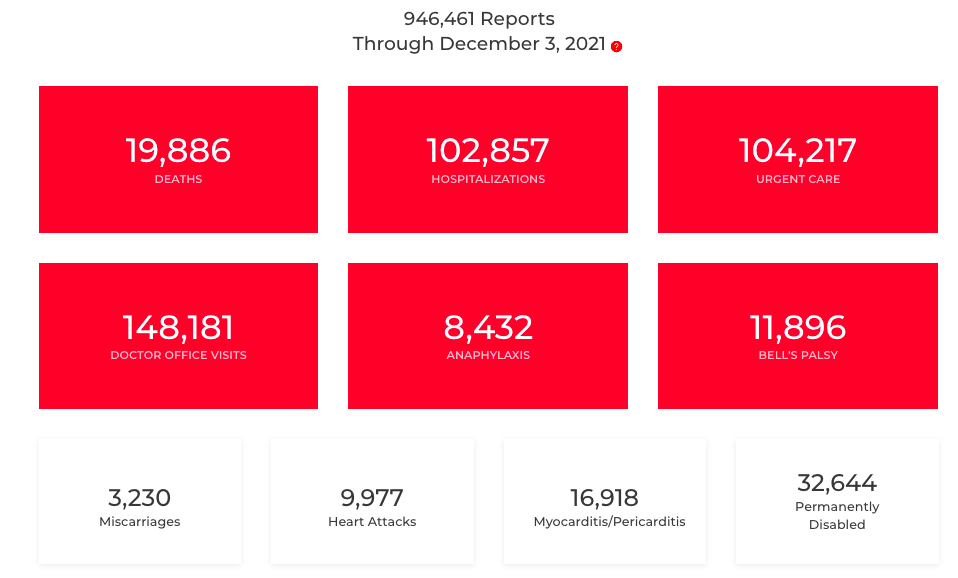 946,461 Reports
Through December 3, 2021 ?
19,886
DEATHS
102,857
HOSPITALIZATIONS
104,217
URGENT CARE
148,181
DOCTOR OFFICE VISITS
8,432
ANAPHYLAXIS
11,896
BELL'S PALSY
3,230
Miscarriages
9,977
Heart Attacks
16,918
Myocarditis/Pericarditis
32,644
Permanently
Disabled